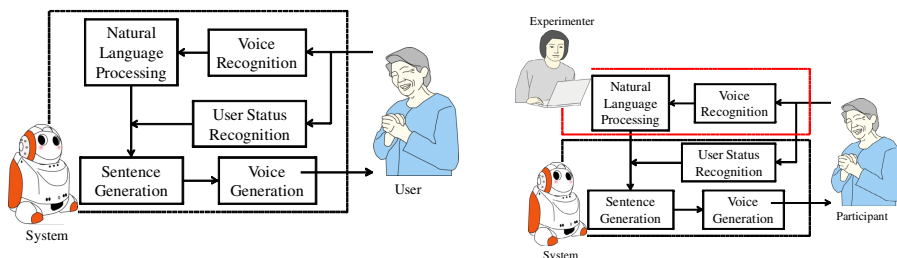 Natural
Language
Processing
Voice
Recognition
User Status
Recognition
Sentence
Generation
Voice
Generation
User
System
Experimenter
Natural
Language
Processing
Voice
Recognition
User Status
Recognition
Sentence
Generation
Voice
Generation
Participant
System